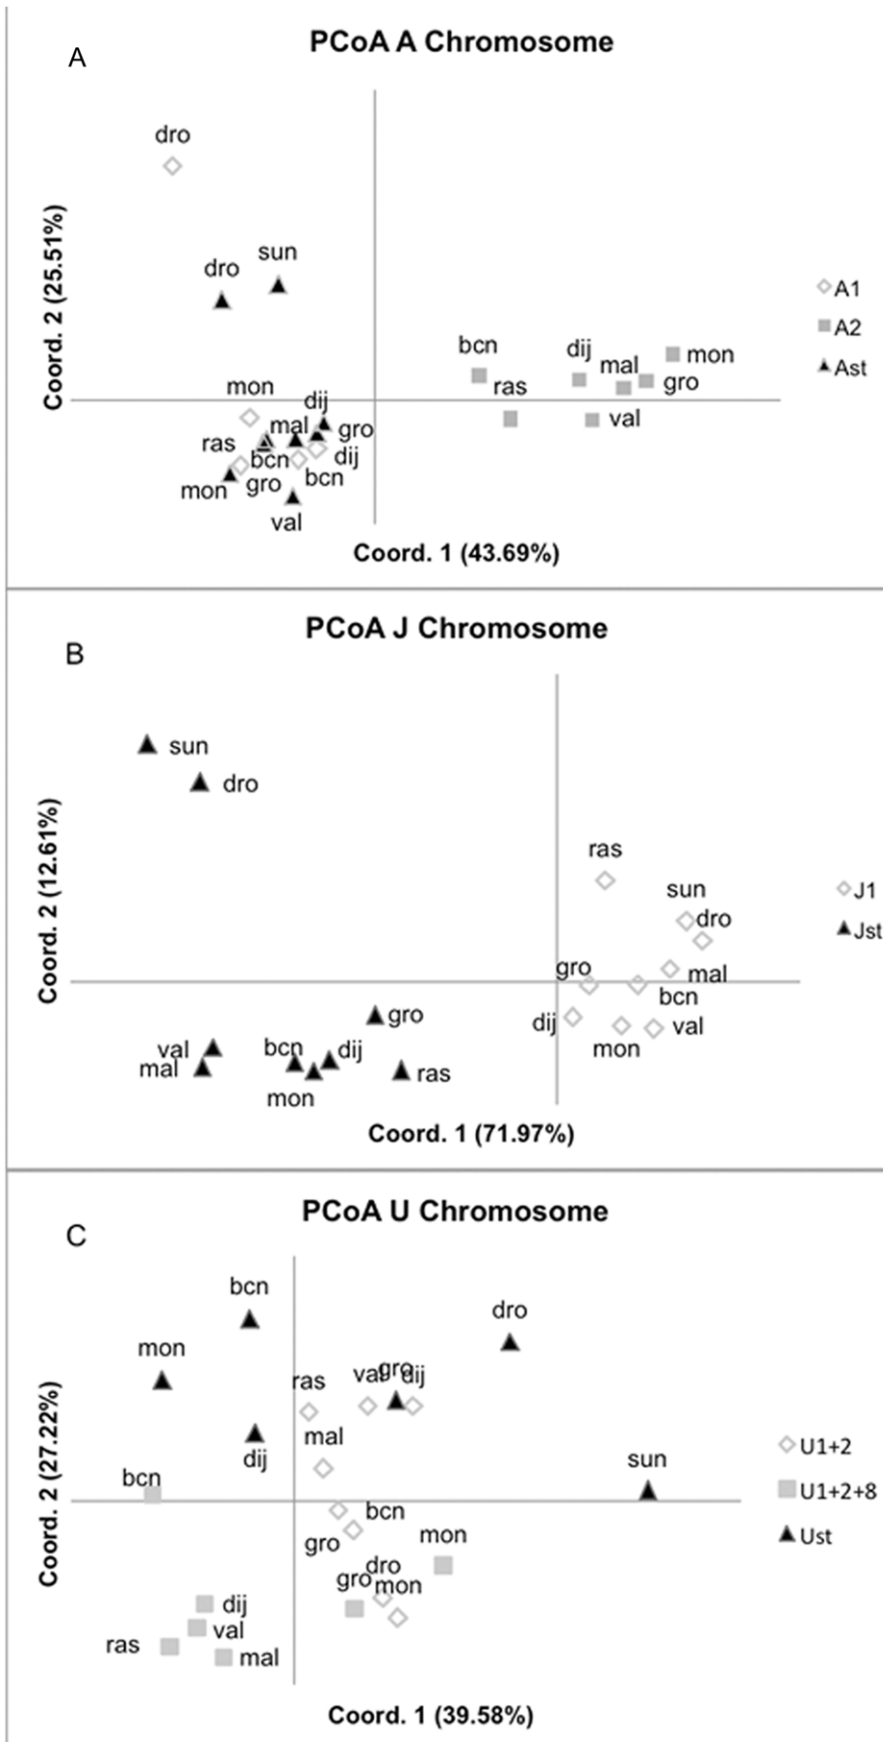 A
PCoA A Chromosome
dro
sun
dro
Coord. 2 (25.51%)
A1
A2
Ast
bcn
dij
mal
mon
ras
gro
val
mon
dij
mal
gro
ras
bcn
dij
mon
gro
bcn
val
Coord. 1 (43.69%)
PCoA J Chromosome
B
sun
dro
Coord. 2 (12.61%)
ras
sun
dro
J1
Jst
gro
mal
bcn
dij
val
mon
gro
val
bcn
dij
mal
ras
mon
Coord. 1 (71.97%)
PCoA U Chromosome
C
bcn
dro
mon
ras
val
gro
dij
mal
dij
Coord. 2 (27.22%)
U1+2
U1+2+8
Ust
sun
bcn
bcn
gro
mon
dro
gro
mon
dij
val
ras
mal
Coord. 1 (39.58%)